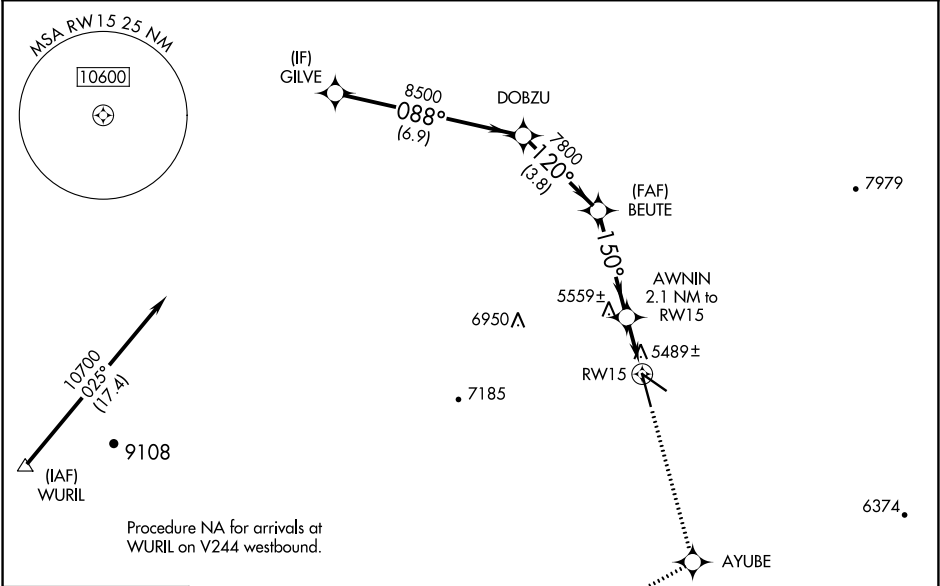 MSA RW15 25 NM
10600
(IF)
GILVE
8500
088°
(6.9)
DOBZU
7800
120°
(3.8)
(FAF)
BEUTE
7979
150°
AWNIN
2.1 NM to
RW15
5559±
6950
5489±
RW15
7185
10700
025°
(17.4)
9108
(IAF)
WURIL
6374
Procedure NA for arrivals at
WURIL on V244 westbound.
AYUBE